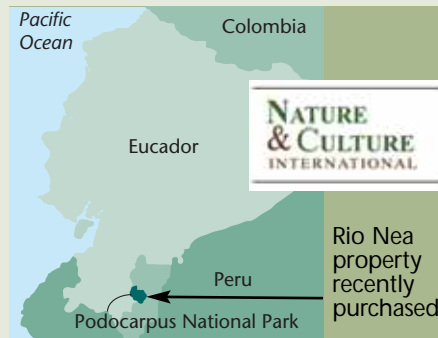 Pacific
Ocean
Colombia
NATURE
& CULTURE
INTERNATIONAL
Eucador
Rio Nea
property
recently
purchased
Peru
Podocarpus National Park